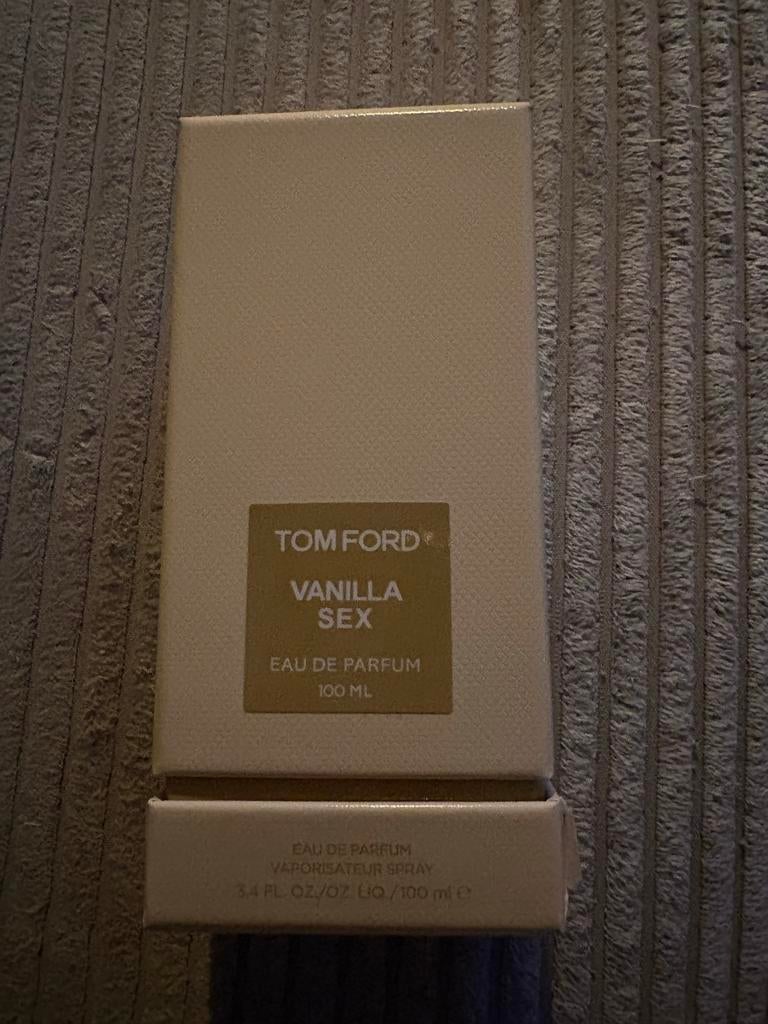 TOM FORD
VANILLA
SEX
EAU DE PARFUM
100 ML
EAU DE PARFUM
VAPORISATEUR SPRAY
3.4 FL. OZ./OZ. LIQ./100 ml ℮